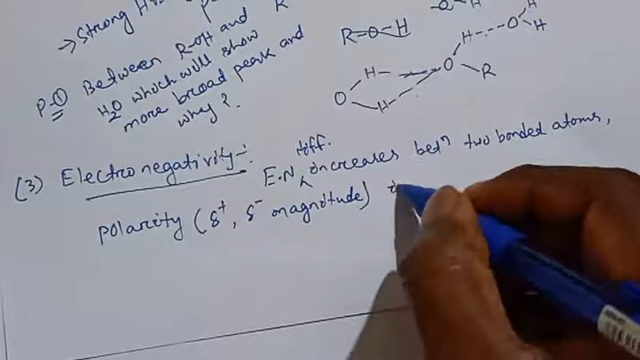 → Strong H
P-① Between R-OH and
H₂O which will show
more broad peak and
why?
R=O-H
H O H
H O R
O H
(3) Electronegativity :-
diff.
E.N increases betⁿ two bonded atoms,
polarity (δ⁺, δ⁻ magnitude)